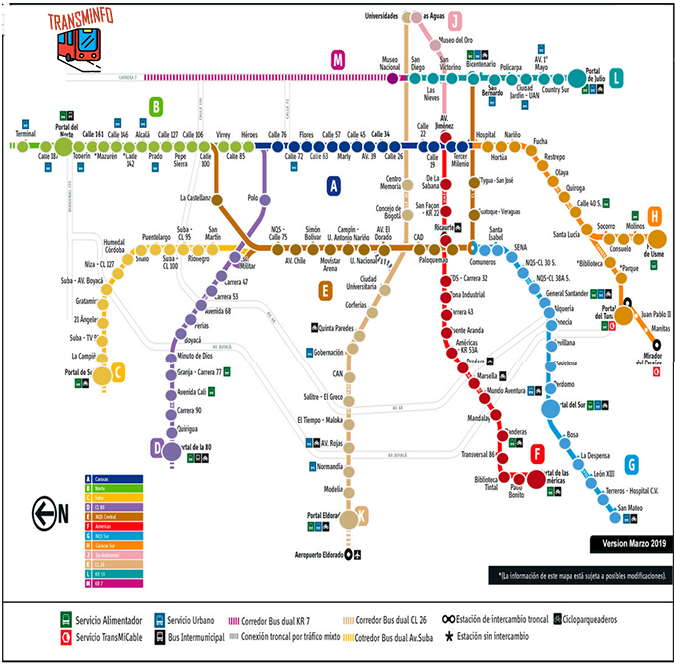 TRANSMINFO
Universidades
as Aguas
J
Museo del Oro
M
Museo Nacional
San Diego
San Victorino
Bicentenario
Policarpa
AV. 1° Mayo
Portal de Julio
L
CARRERA 7
Las Nieves
San Bernardo
Ciudad Jardín - UAN
Country Sur
B
Terminal
Portal del Norte
Calle 161
Calle 146
Alcalá
Calle 127
Calle 106
Virrey
Héroes
Calle 76
Flores
Calle 57
Calle 45
Calle 34
Calle 22
AV. Jiménez
Hospital
Nariño
Calle 187
Toberín
*Mazurén
*Calle 142
Prado
Pepe Sierra
Calle 100
Calle 85
Calle 72
Calle 63
Marly
AV. 39
Calle 26
Calle 19
Tercer Milenio
Hortúa
Fucha
Restrepo
Olaya
Quiroga
Calle 40 S.
Santa Lucía
A
La Castellana
Polo
Centro Memoria
De La Sabana
*Tygua - San José
Concejo de Bogotá
San Façon - KR 22
Guatoque - Veraguas
H
Socorro
Molinos
Consuelo
de Usme
*Biblioteca
*Parque
Humedal Córdoba
Puentelargo
Suba - CL 95
San Martín
NQS - Calle 75
Simón Bolívar
Campín - U. Antonio Nariño
AV. El Dorado
CAD
Ricaurte
Santa Isabel
Niza - CL 127
Suba - CL 100
Rionegro
Militar
AV. Chile
Movistar Arena
U. Nacional
Paloquemao
Comuneros
SENA
NQS-CL 30 S.
NQS-CL 38A S.
General Santander
Alquería
Venecia
Sevillana
Perdomo
Portal del Sur
Suba - AV. Boyacá
Gratamira
21 Ángeles
Suba - TV 91
La Campiña
C
Carrera 47
Carrera 53
Avenida 68
Ferias
Boyacá
Minuto de Dios
Granja - Carrera 77
Avenida Cali
Carrera 90
Quirigua
Portal de la 80
D
E
Ciudad Universitaria
Corferias
Quinta Paredes
Gobernación
CAN
Salitre - El Greco
El Tiempo - Maloka
AV. Rojas
Normandía
Modelia
Portal Eldorado
K
Aeropuerto Eldorado
CDS - Carrera 32
Zona Industrial
Carrera 43
Puente Aranda
Américas - KR 53A
Pradera
Marsella
Mundo Aventura
Mandalay
Banderas
Transversal 86
Biblioteca Tintal
Patio Bonito
Portal de las Américas
F
Portal del Tunal
Juan Pablo II
Manitas
Mirador del Paraíso
Bosa
La Despensa
León XIII
Terreros - Hospital C.V.
San Mateo
G
N
A Caracas
B Norte
C Suba
D CL 80
E NQS Central
F Américas
G NQS Sur
H Caracas Sur
J Eje Ambiental
K CL 26
L KR 10
M KR 7
Version Marzo 2019
*(La información de este mapa está sujeta a posibles modificaciones).
Servicio Alimentador
Servicio Urbano
Corredor Bus dual KR 7
Corredor Bus dual CL 26
Estación de intercambio troncal
Cicloparqueaderos
Servicio TransMiCable
Bus Intermunicipal
Conexión troncal por tráfico mixto
Cotredor Bus dual Av.Suba
Estación sin intercambio